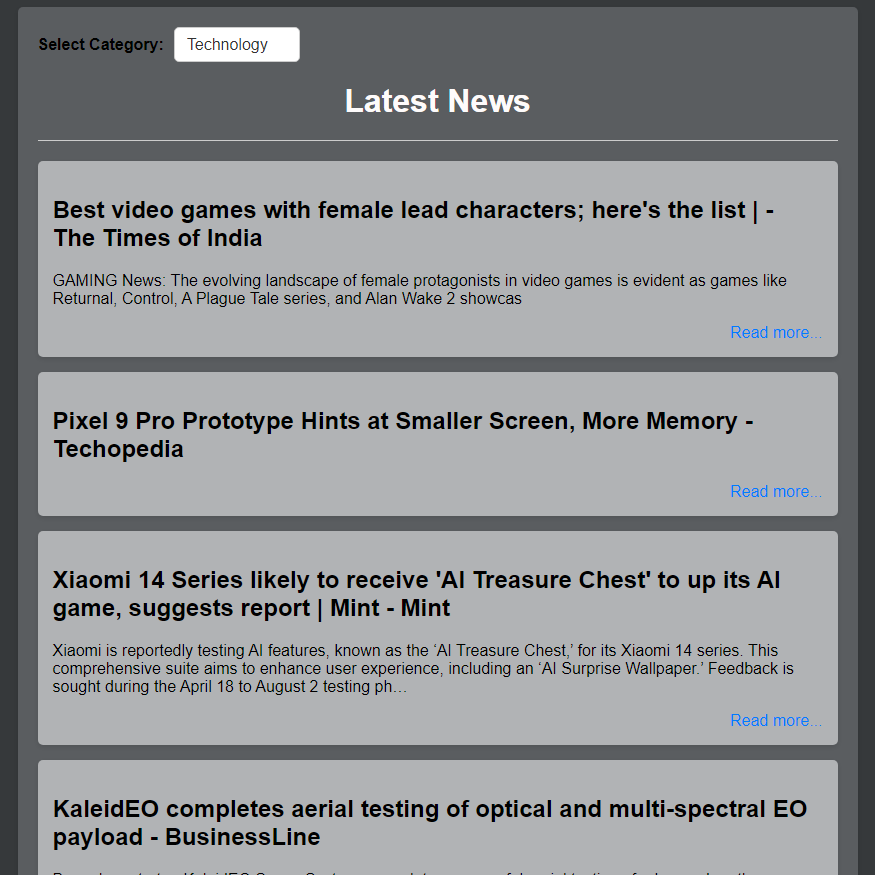 Select Category: Technology
Latest News
Best video games with female lead characters; here's the list | -
The Times of India
GAMING News: The evolving landscape of female protagonists in video games is evident as games like
Returnal, Control, A Plague Tale series, and Alan Wake 2 showcas
Read more...
Pixel 9 Pro Prototype Hints at Smaller Screen, More Memory -
Techopedia
Read more...
Xiaomi 14 Series likely to receive 'AI Treasure Chest' to up its AI
game, suggests report | Mint - Mint
Xiaomi is reportedly testing AI features, known as the ‘AI Treasure Chest,’ for its Xiaomi 14 series. This
comprehensive suite aims to enhance user experience, including an ‘AI Surprise Wallpaper.’ Feedback is
sought during the April 18 to August 2 testing ph…
Read more...
KaleidEO completes aerial testing of optical and multi-spectral EO
payload - BusinessLine